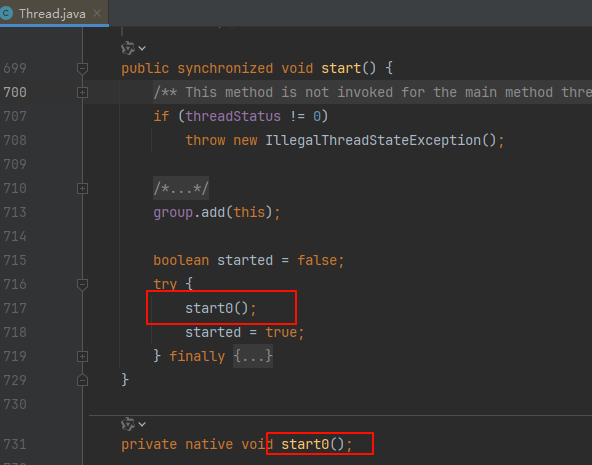 Thread.java ×
699 public synchronized void start() {
700 /** This method is not invoked for the main method thre
707 if (threadStatus != 0)
708 throw new IllegalThreadStateException();
709
710 /*...*/
713 group.add(this);
714
715 boolean started = false;
716 try {
717 start0();
718 started = true;
719 } finally {...}
729 }
730
731 private native void start0();